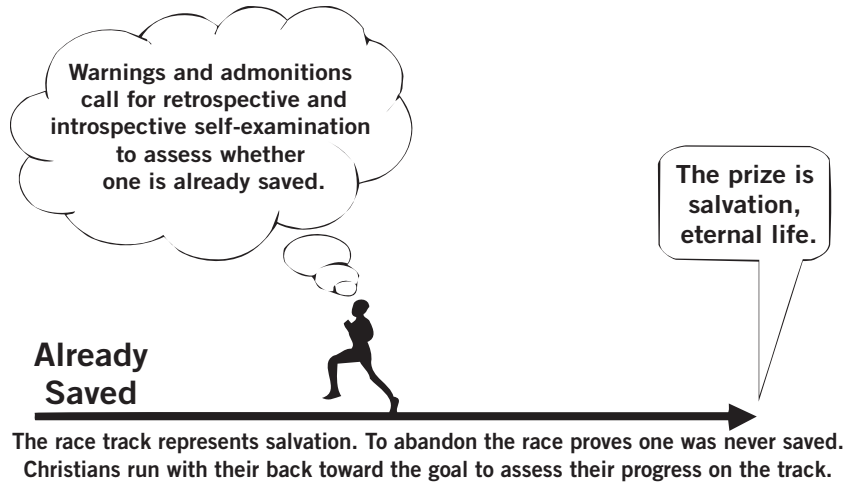 Warnings and admonitions
call for retrospective and
introspective self-examination
to assess whether
one is already saved.
The prize is
salvation,
eternal life.
Already
Saved
The race track represents salvation. To abandon the race proves one was never saved.
Christians run with their back toward the goal to assess their progress on the track.